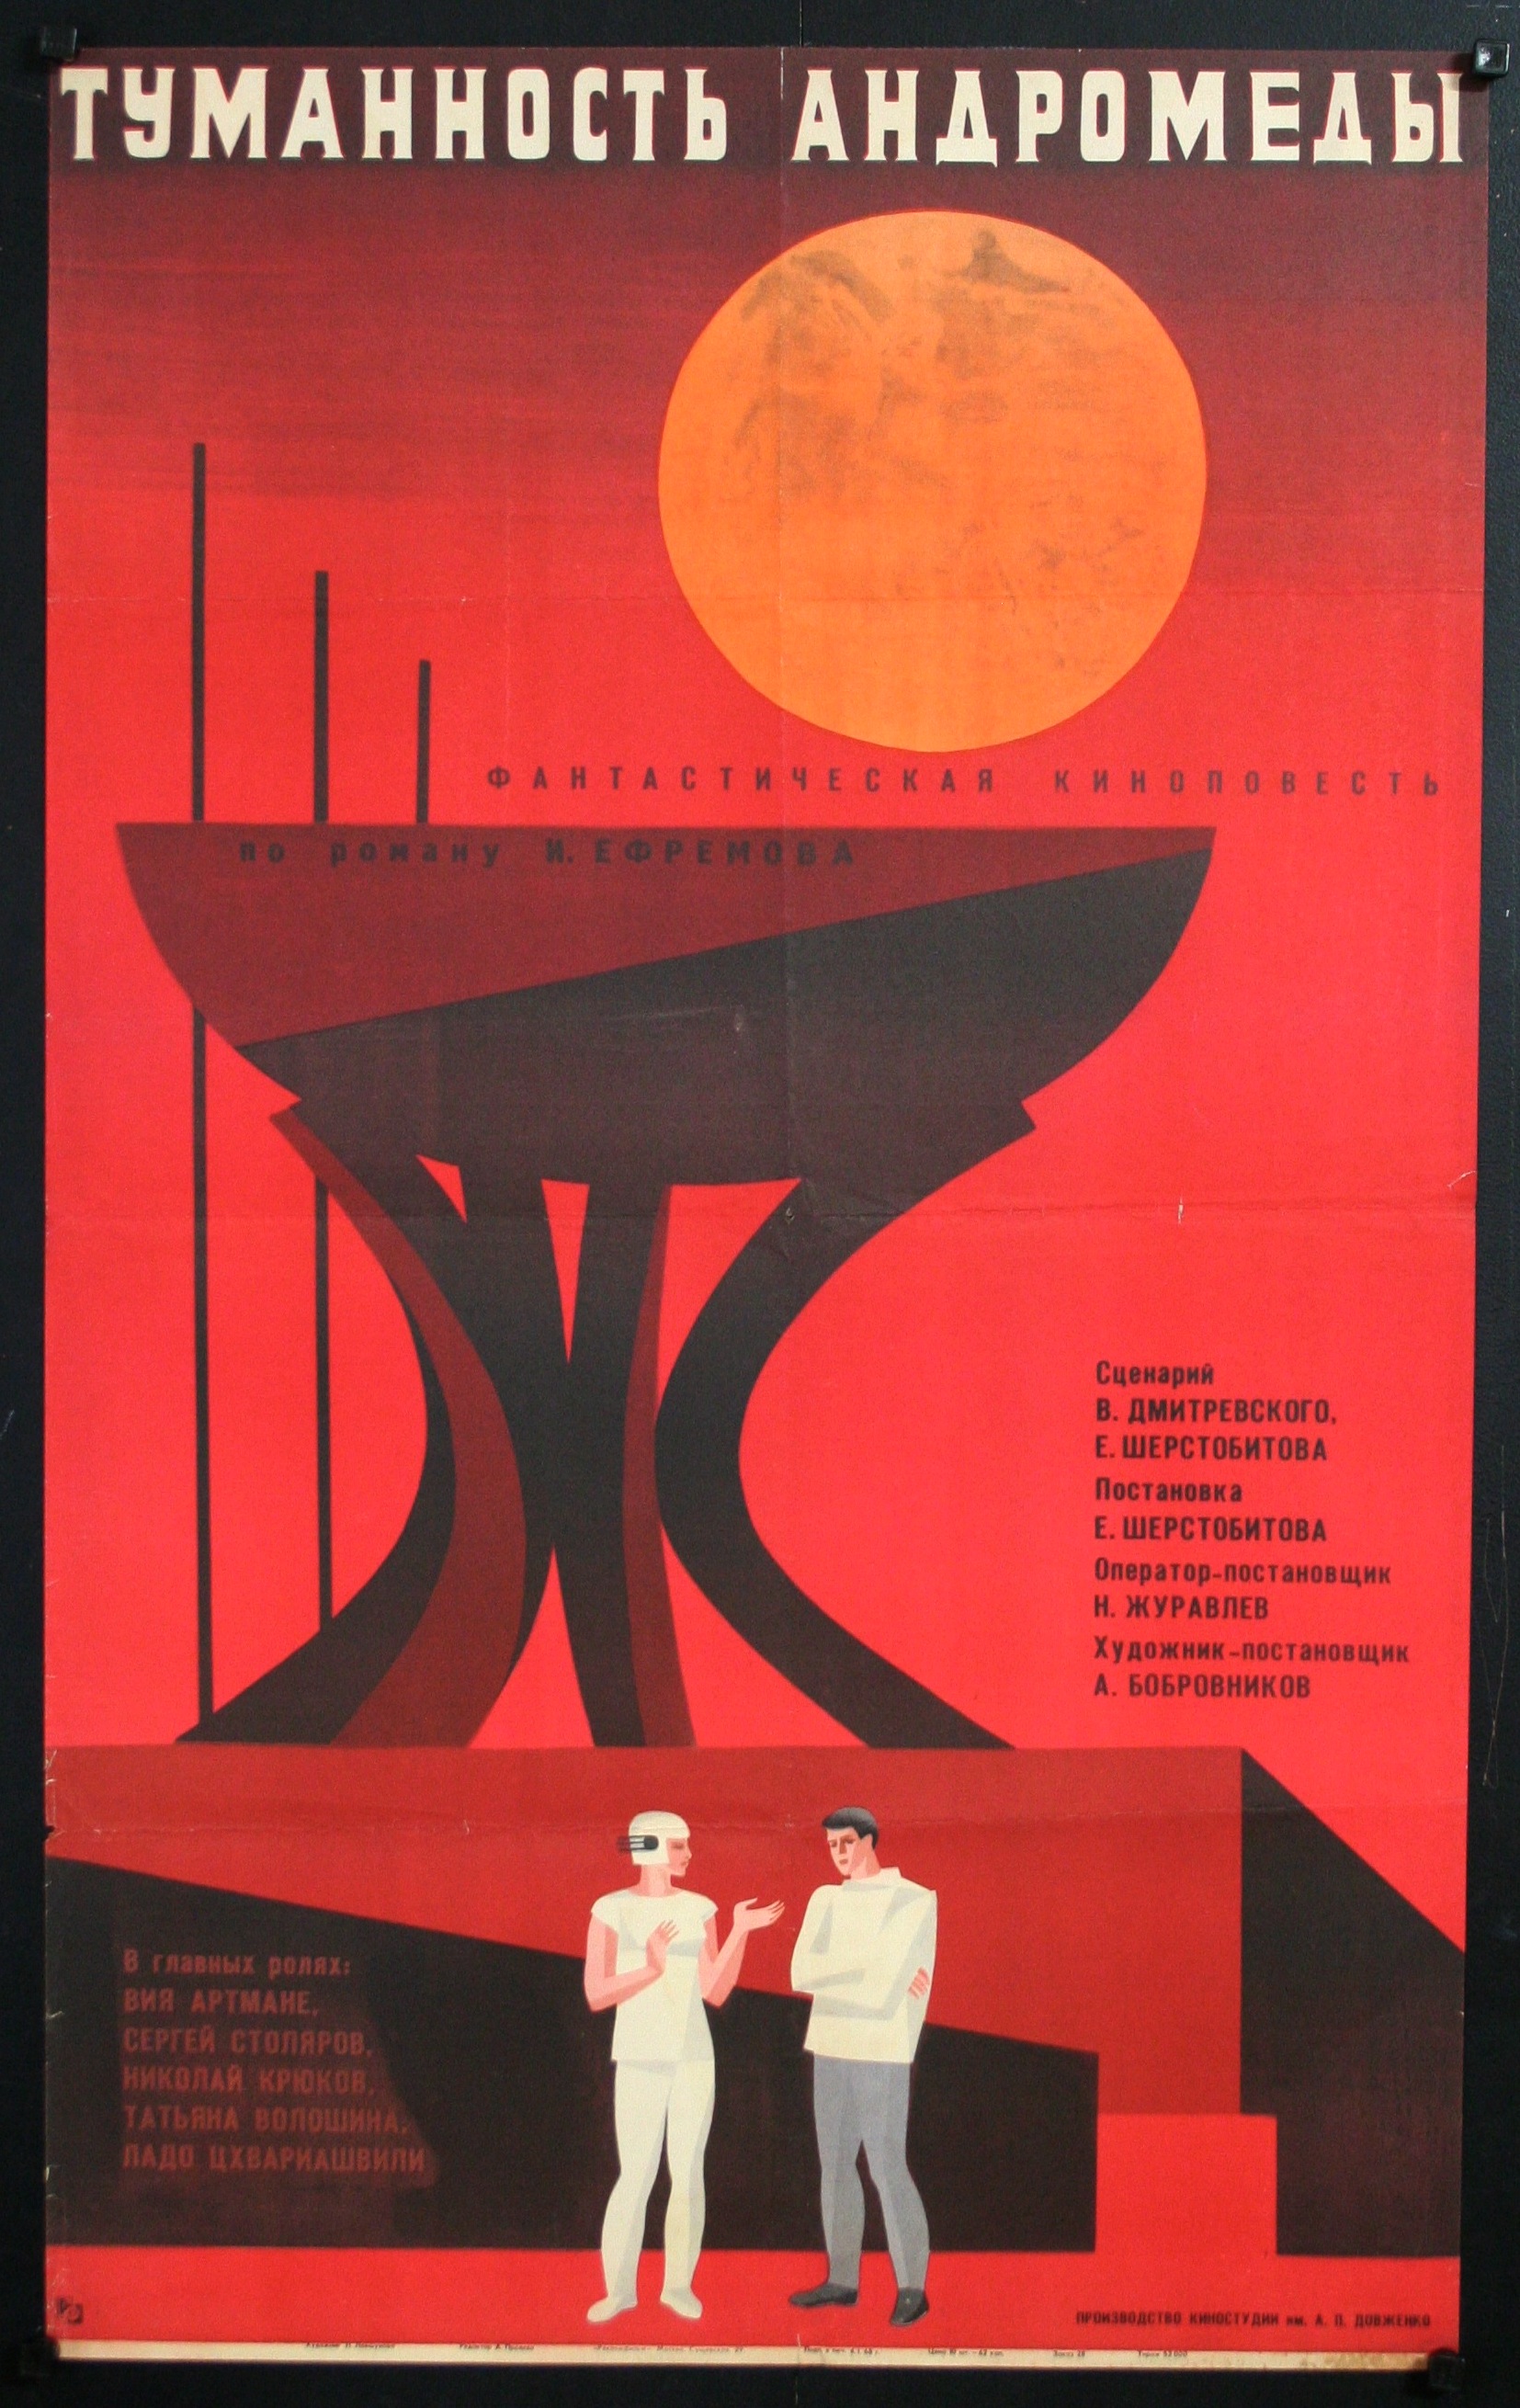 ТУМАННОСТЬ АНДРОМЕДЫ
ФАНТАСТИЧЕСКАЯ КИНОПОВЕСТЬ
по роману И. ЕФРЕМОВА
Сценарий
В. ДМИТРЕВСКОГО,
Е. ШЕРСТОБИТОВА
Постановка
Е. ШЕРСТОБИТОВА
Оператор-постановщик
Н. ЖУРАВЛЕВ
Художник-постановщик
А. БОБРОВНИКОВ
В главных ролях:
ВИЯ АРТМАНЕ,
СЕРГЕЙ СТОЛЯРОВ,
НИКОЛАЙ КРЮКОВ,
ТАТЬЯНА ВОЛОШИНА,
ЛАДО ЦХВАРИАШВИЛИ
ПРОИЗВОДСТВО КИНОСТУДИИ им. А. П. ДОВЖЕНКО